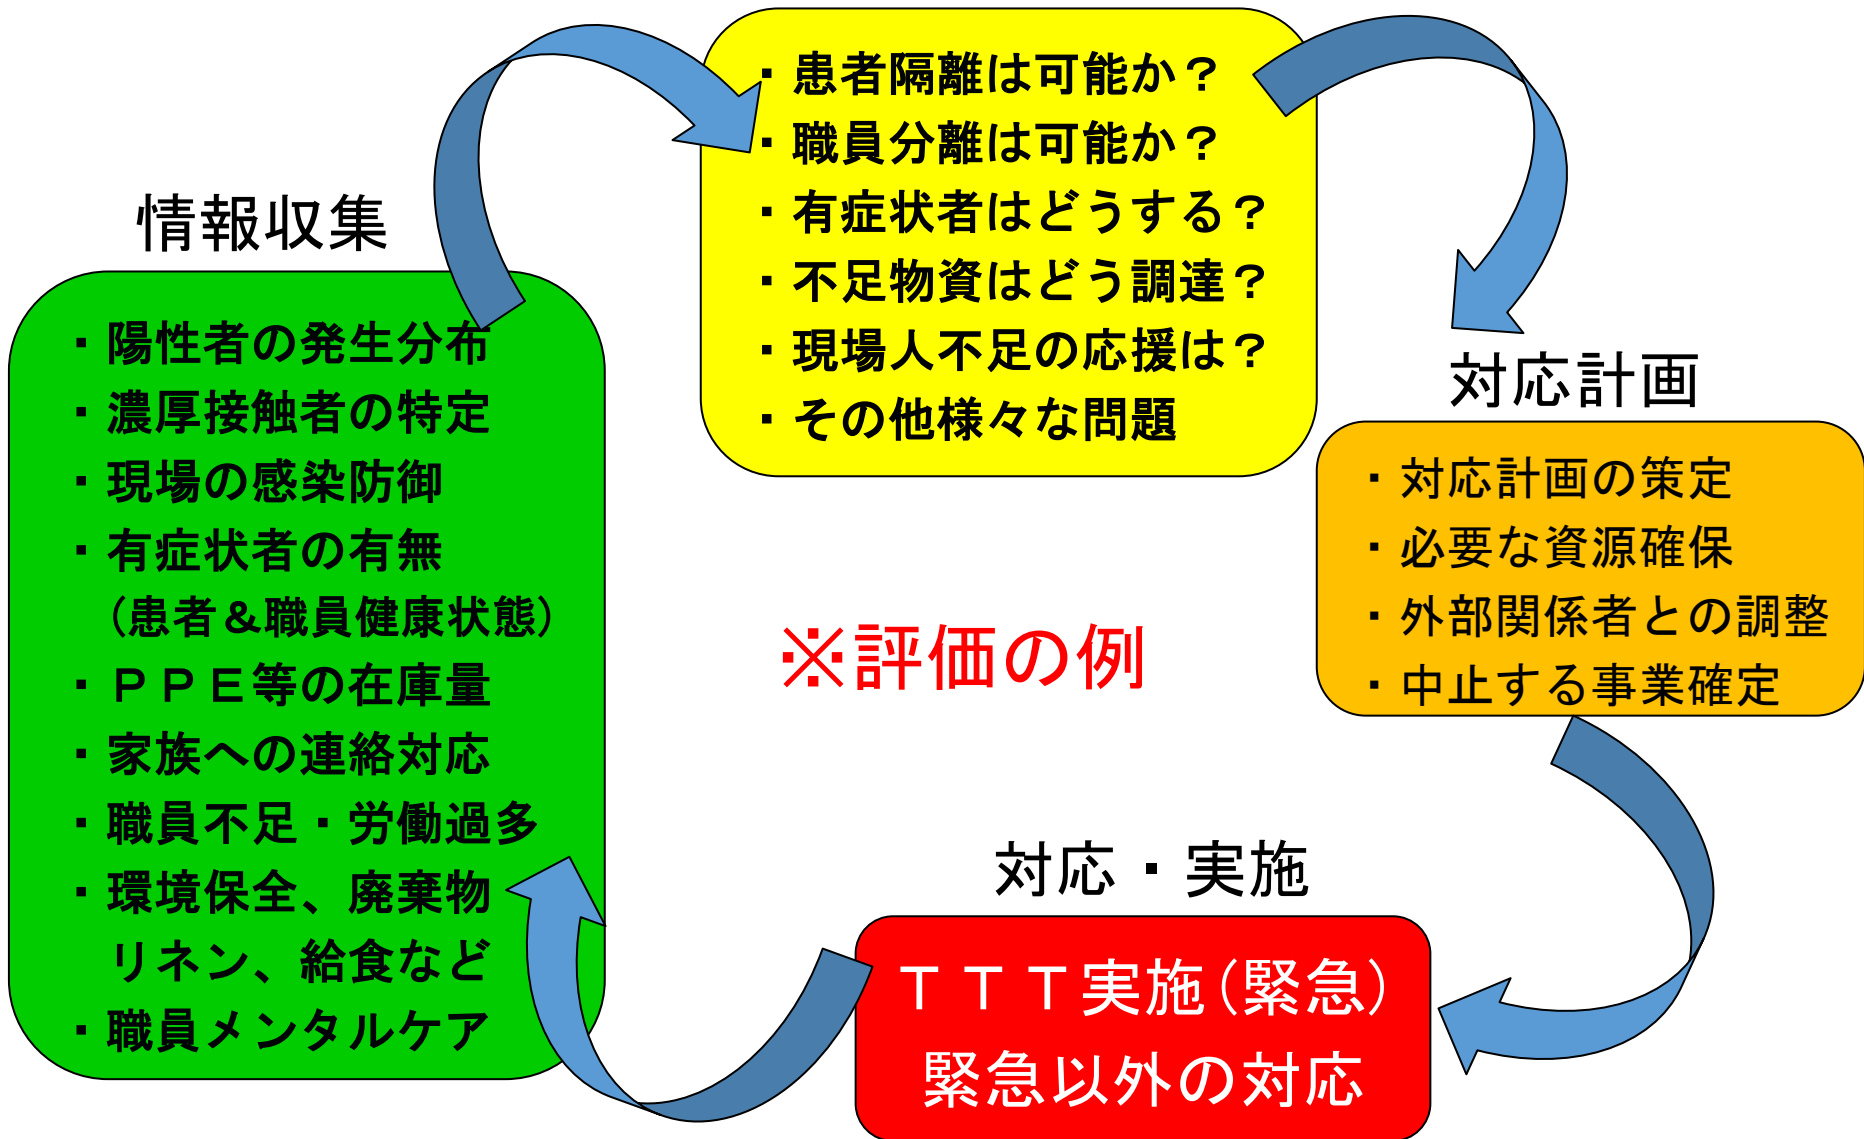 情報収集
・陽性者の発生分布
・濃厚接触者の特定
・現場の感染防御
・有症状者の有無
（患者＆職員健康状態）
・ＰＰＥ等の在庫量
・家族への連絡対応
・職員不足・労働過多
・環境保全、廃棄物
リネン、給食など
・職員メンタルケア
・患者隔離は可能か？
・職員分離は可能か？
・有症状者はどうする？
・不足物資はどう調達？
・現場人不足の応援は？
・その他様々な問題
対応計画
・対応計画の策定
・必要な資源確保
・外部関係者との調整
・中止する事業確定
※評価の例
対応・実施
ＴＴＴ実施（緊急）
緊急以外の対応